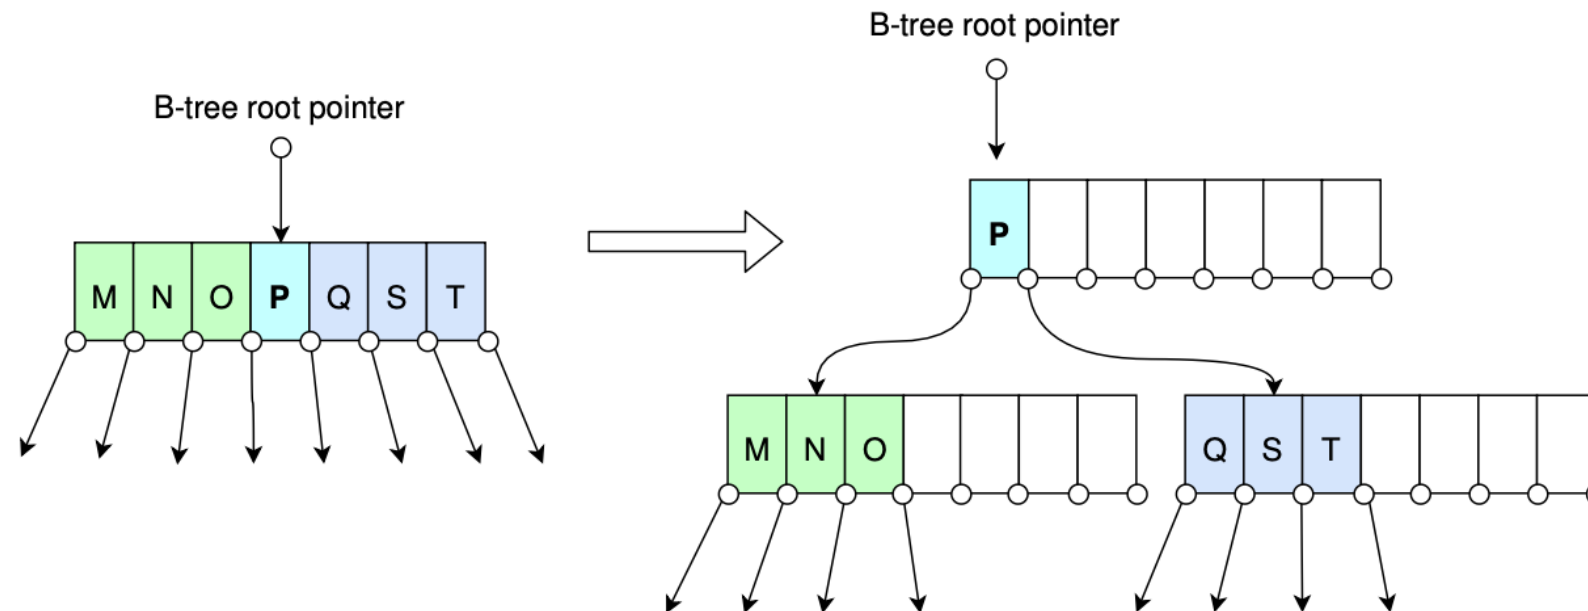 B-tree root pointer
M N O P Q S T
B-tree root pointer
P
M N O
Q S T